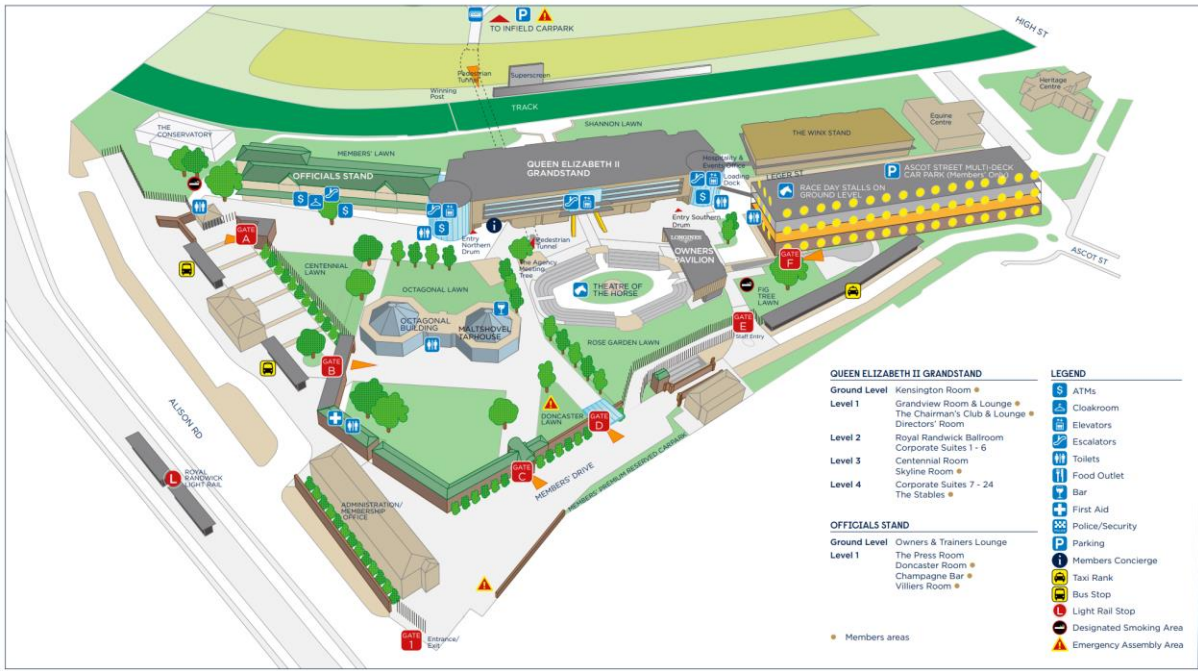 P
TO INFIELD CARPARK
HIGH ST
Pedestrian
Tunnel
Superscreen
Winning
Post
TRACK
Heritage
Centre
Equine
Centre
THE
CONSERVATORY
MEMBERS' LAWN
SHANNON LAWN
THE WINX STAND
QUEEN ELIZABETH II
GRANDSTAND
Hospitality &
Events Office
Loading
Dock
LEGER ST
P
ASCOT STREET MULTI-DECK
CAR PARK (Members' Only)
RACE DAY STALLS ON
GROUND LEVEL
OFFICIALS STAND
S
S
S
S
i
Entry
Northern
Drum
Pedestrian
Tunnel
The Agency
Meeting
Tree
Entry Southern
Drum
LONGINES
OWNERS
PAVILION
GATE
A
GATE
F
ASCOT ST
CENTENNIAL
LAWN
OCTAGONAL LAWN
THEATRE OF
THE HORSE
FIG
TREE
LAWN
OCTAGONAL
BUILDING
MALTSHOVEL
TAPHOUSE
GATE
E
Staff Entry
ROSE GARDEN LAWN
GATE
B
DONCASTER
LAWN
GATE
D
GATE
C
MEMBERS' DRIVE
MEMBERS' PREMIUM RESERVED CARPARK
ALISON RD
L
ROYAL
RANDWICK
LIGHT RAIL
ADMINISTRATION/
MEMBERSHIP
OFFICE
GATE
1
Entrance/
Exit
QUEEN ELIZABETH II GRANDSTAND
Ground Level Kensington Room
Level 1 Grandview Room & Lounge
The Chairman's Club & Lounge
Directors' Room
Level 2 Royal Randwick Ballroom
Corporate Suites 1 - 6
Level 3 Centennial Room
Skyline Room
Level 4 Corporate Suites 7 - 24
The Stables
OFFICIALS STAND
Ground Level Owners & Trainers Lounge
Level 1 The Press Room
Doncaster Room
Champagne Bar
Villiers Room
Members areas
LEGEND
S ATMs
Cloakroom
Elevators
Escalators
Toilets
Food Outlet
Bar
First Aid
Police/Security
P Parking
i Members Concierge
Taxi Rank
Bus Stop
L Light Rail Stop
Designated Smoking Area
Emergency Assembly Area